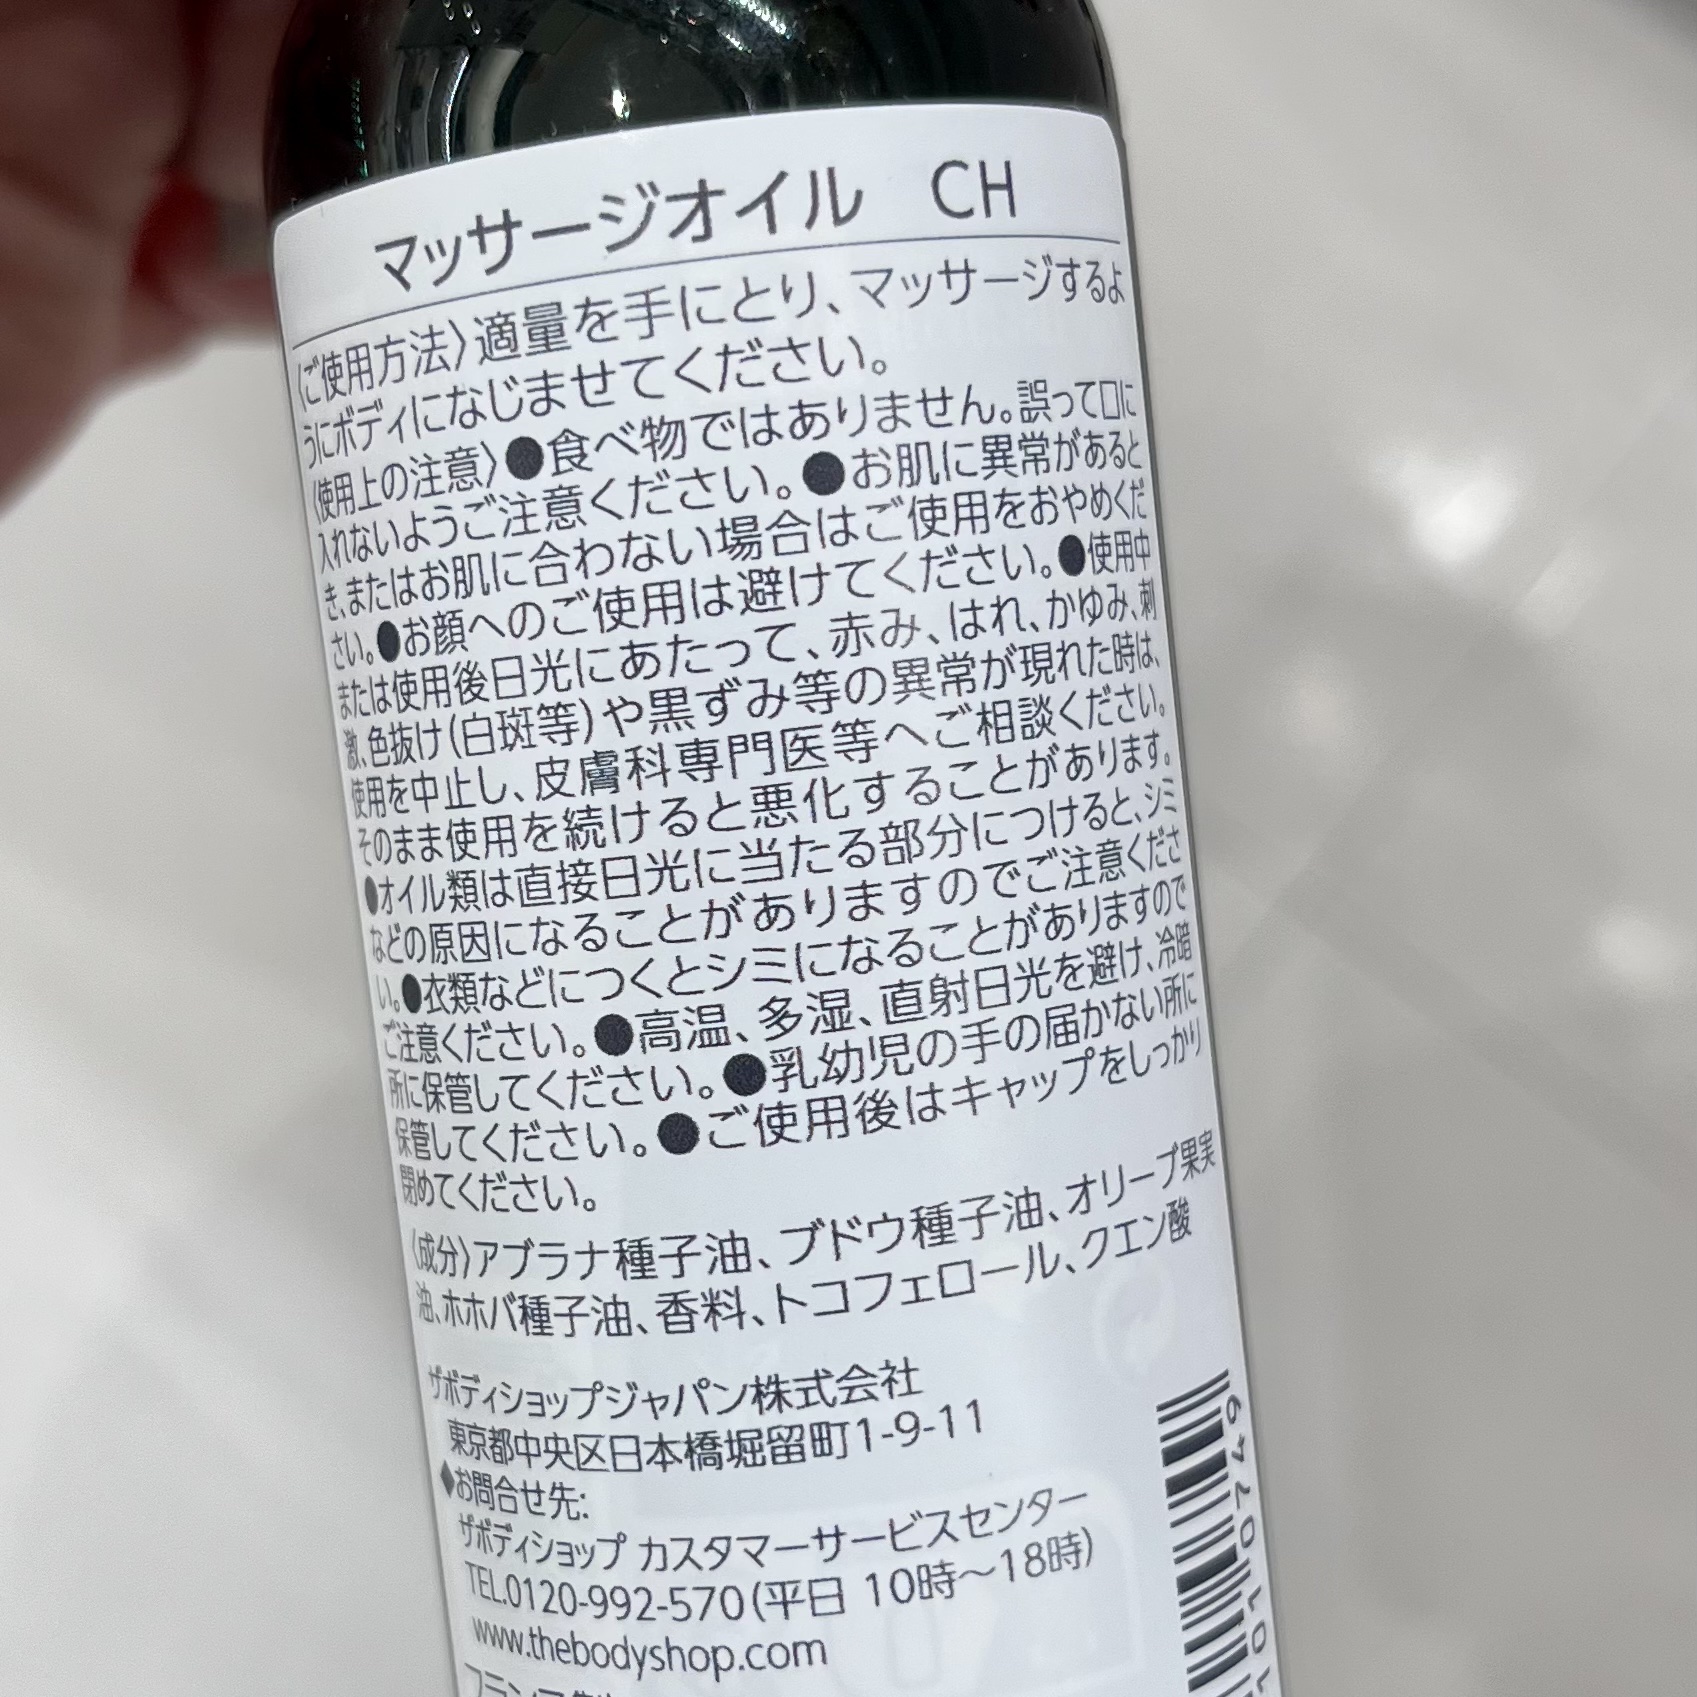 マッサージオイル　CH
〈ご使用方法〉適量を手にとり、マッサージするよ
うにボディになじませてください。
〈使用上の注意〉●食べ物ではありません。誤って口に
入れないようご注意ください。●お肌に異常があると
き、またはお肌に合わない場合はご使用をおやめくだ
さい。●お顔へのご使用は避けてください。●使用中
または使用後日光にあたって、赤み、はれ、かゆみ、刺
激、色抜け(白斑等)や黒ずみ等の異常が現れた時は、
使用を中止し、皮膚科専門医等へご相談ください。
そのまま使用を続けると悪化することがあります。
●オイル類は直接日光に当たる部分につけると、シミ
などの原因になることがありますのでご注意くださ
い。●衣類などにつくとシミになることがありますので
ご注意ください。●高温、多湿、直射日光を避け、冷暗
所に保管してください。●乳幼児の手の届かない所に
保管してください。●ご使用後はキャップをしっかり
閉めてください。
〈成分〉アブラナ種子油、ブドウ種子油、オリーブ果実
油、ホホバ種子油、香料、トコフェロール、クエン酸
ザボディショップジャパン株式会社
東京都中央区日本橋堀留町1-9-11
◆お問合せ先:
ザボディショップ カスタマーサービスセンター
TEL.0120-992-570(平日 10時〜18時)
www.thebodyshop.com